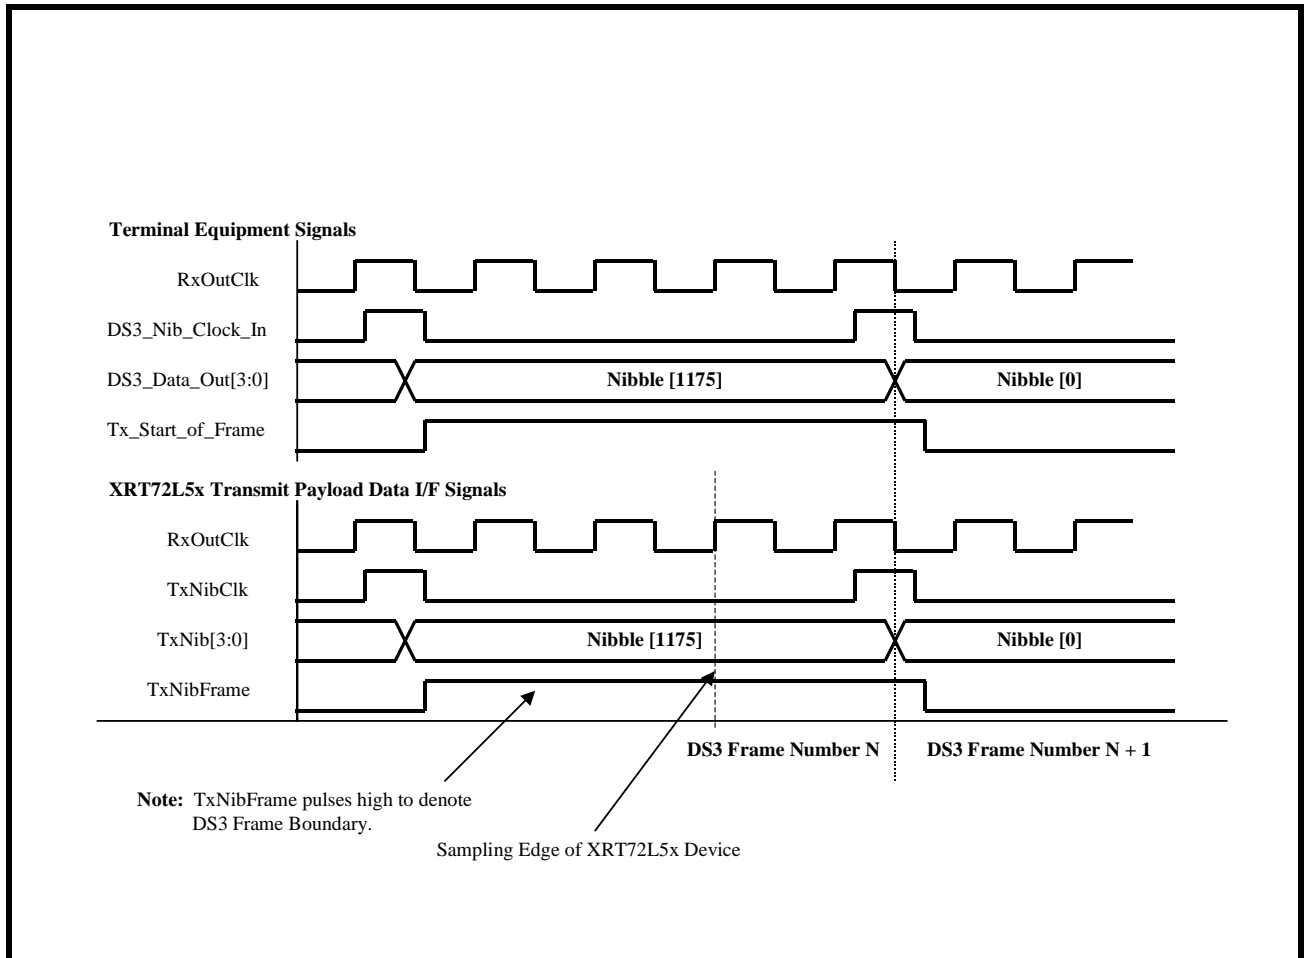 Terminal Equipment Signals
RxOutClk
DS3_Nib_Clock_In
DS3_Data_Out[3:0]
Nibble [1175]
Nibble [0]
Tx_Start_of_Frame
XRT72L5x Transmit Payload Data I/F Signals
RxOutClk
TxNibClk
TxNib[3:0]
Nibble [1175]
Nibble [0]
TxNibFrame
DS3 Frame Number N
DS3 Frame Number N + 1
Note: TxNibFrame pulses high to denote
DS3 Frame Boundary.
Sampling Edge of XRT72L5x Device